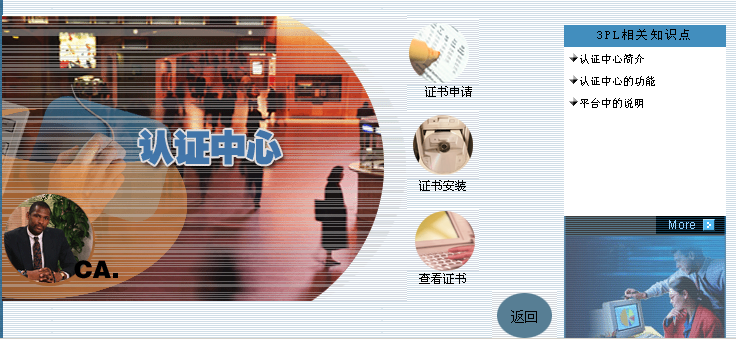 认证中心
CA.
证书申请
证书安装
查看证书
返回
3PL相关知识点
认证中心简介
认证中心的功能
平台中的说明
More